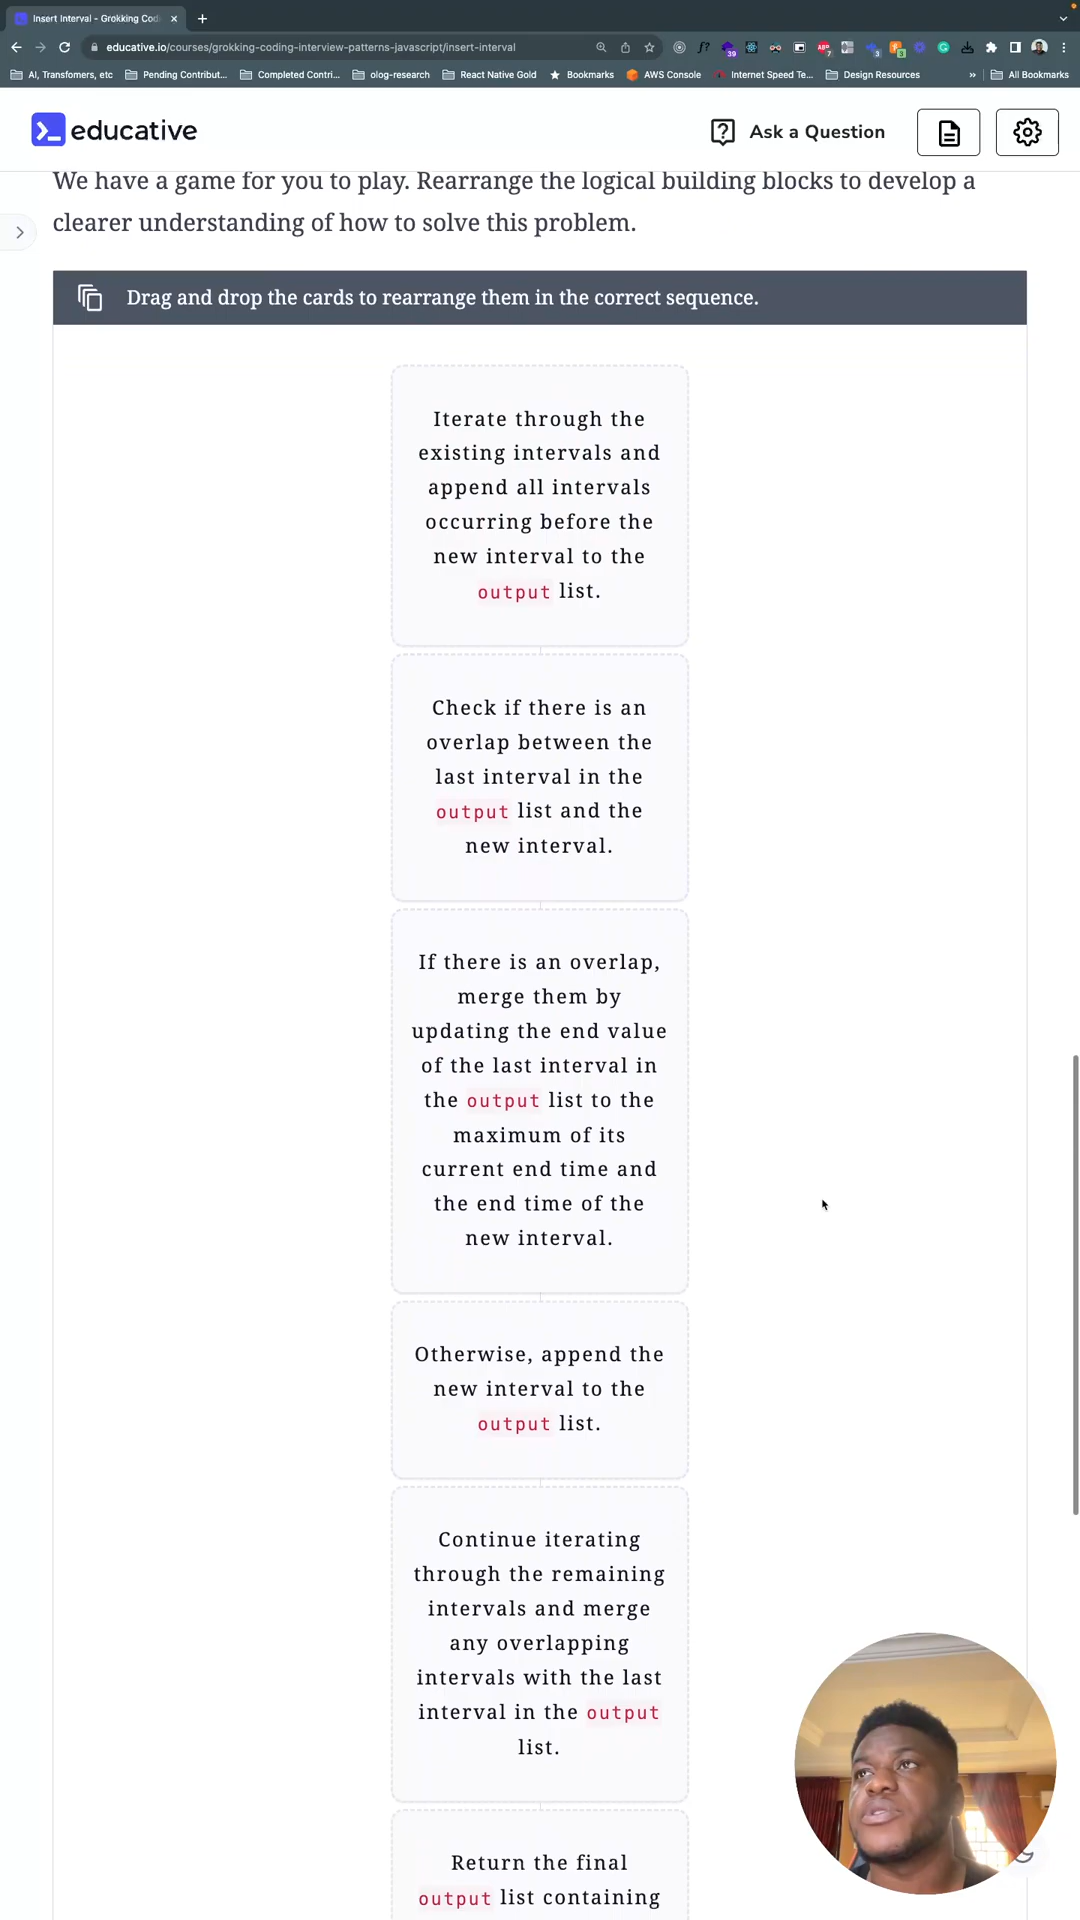 Insert Interval - Grokking Cod
educative.io/courses/grokking-coding-interview-patterns-javascript/insert-interval
AI, Transfomers, etc
Pending Contribut...
Completed Contri...
olog-research
React Native Gold
Bookmarks
AWS Console
Internet Speed Te...
Design Resources
»
All Bookmarks
educative
Ask a Question
We have a game for you to play. Rearrange the logical building blocks to develop a
clearer understanding of how to solve this problem.
Drag and drop the cards to rearrange them in the correct sequence.
Iterate through the
existing intervals and
append all intervals
occurring before the
new interval to the
output list.
Check if there is an
overlap between the
last interval in the
output list and the
new interval.
If there is an overlap,
merge them by
updating the end value
of the last interval in
the output list to the
maximum of its
current end time and
the end time of the
new interval.
Otherwise, append the
new interval to the
output list.
Continue iterating
through the remaining
intervals and merge
any overlapping
intervals with the last
interval in the output
list.
Return the final
output list containing